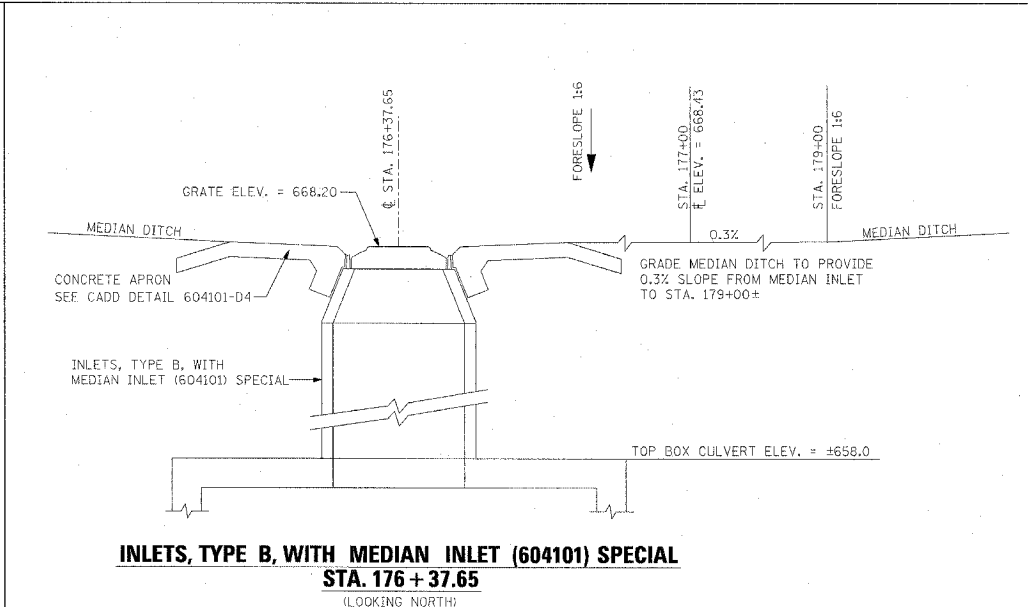 ℄ STA. 176+37.65
FORESLOPE 1:6
STA. 177+00
℄ ELEV. = 668.43
STA. 179+00
FORESLOPE 1:6
GRATE ELEV. = 668.20
MEDIAN DITCH
0.3%
MEDIAN DITCH
CONCRETE APRON
SEE CADD DETAIL 604101-D4
GRADE MEDIAN DITCH TO PROVIDE
0.3% SLOPE FROM MEDIAN INLET
TO STA. 179+00±
INLETS, TYPE B, WITH
MEDIAN INLET (604101) SPECIAL
TOP BOX CULVERT ELEV. = ±658.0
INLETS, TYPE B, WITH MEDIAN INLET (604101) SPECIAL
STA. 176+37.65
(LOOKING NORTH)